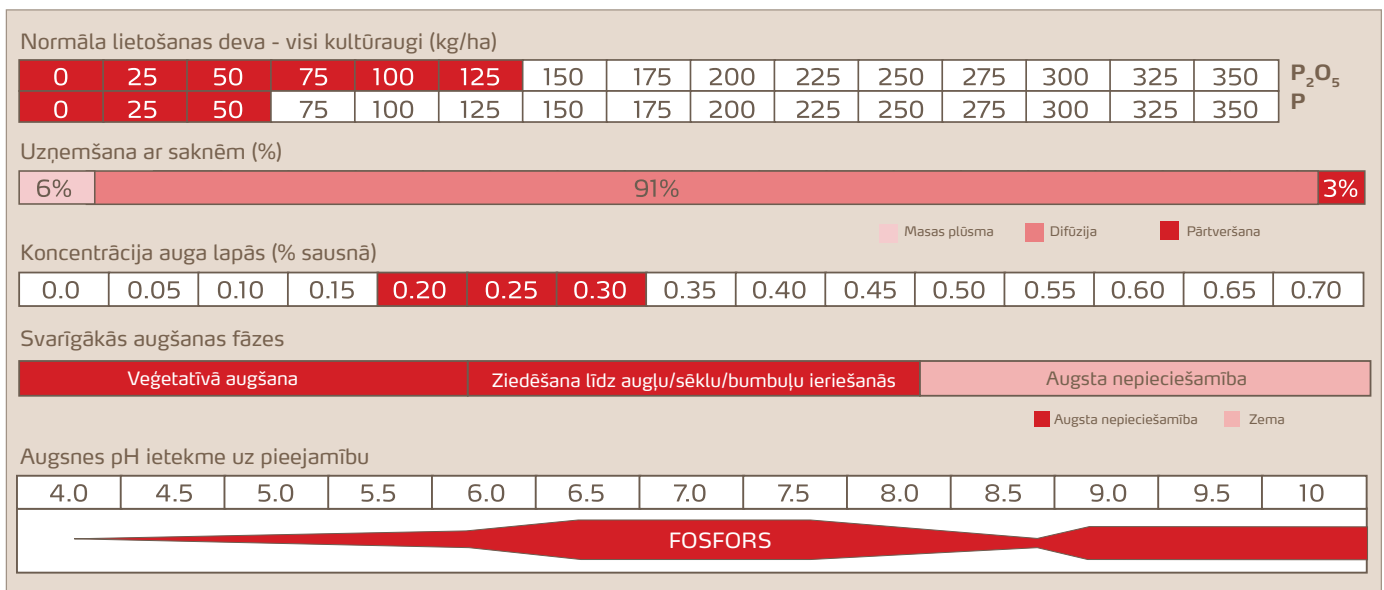 Normāla lietošanas deva - visi kultūraugi (kg/ha)
0 25 50 75 100 125 150 175 200 225 250 275 300 325 350 P₂O₅
0 25 50 75 100 125 150 175 200 225 250 275 300 325 350 P
Uzņemšana ar saknēm (%)
6% 91% 3%
Masas plūsma Difūzija Pārtveršana
Koncentrācija auga lapās (% sausnā)
0.0 0.05 0.10 0.15 0.20 0.25 0.30 0.35 0.40 0.45 0.50 0.55 0.60 0.65 0.70
Svarīgākās augšanas fāzes
Veģetatīvā augšana Ziedēšana līdz augļu/sēklu/bumbuļu ieriešanās Augsta nepieciešamība
Augsta nepieciešamība Zema
Augsnes pH ietekme uz pieejamību
4.0 4.5 5.0 5.5 6.0 6.5 7.0 7.5 8.0 8.5 9.0 9.5 10
FOSFORS